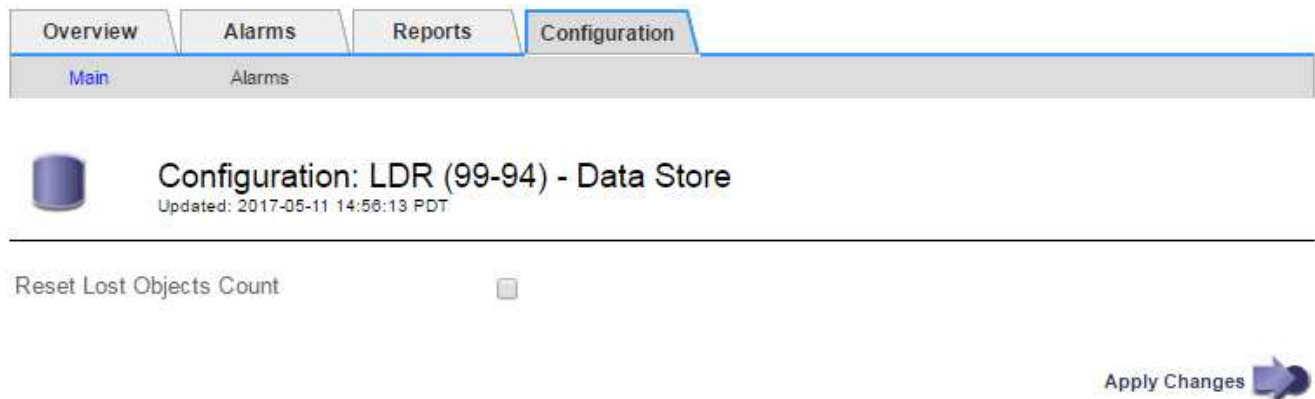 Overview Alarms Reports Configuration
Main Alarms
Configuration: LDR (99-94) - Data Store
Updated: 2017-05-11 14:56:13 PDT
Reset Lost Objects Count
Apply Changes